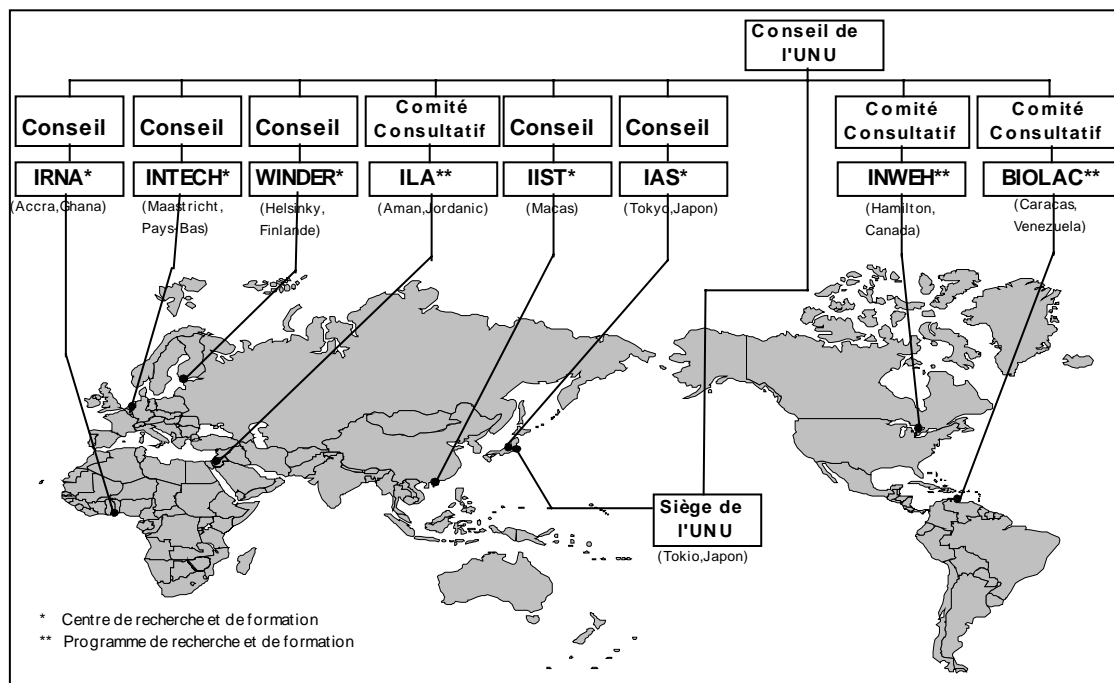 Conseil de
l'UNU
Conseil
Conseil
Conseil
Comité
Consultatif
Conseil
Conseil
Comité
Consultatif
Comité
Consultatif
IRNA*
INTECH*
WINDER*
ILA**
IIST*
IAS*
INWEH**
BIOLAC**
(Accra,Ghana)
(Maastricht,
Pays-Bas)
(Helsinky,
Finlande)
(Aman,Jordanic)
(Macas)
(Tokyo,Japon)
(Hamilton,
Canada)
(Caracas,
Venezuela)
Siège de
l'UNU
(Tokio,Japon)
* Centre de recherche et de formation
** Programme de recherche et de formation